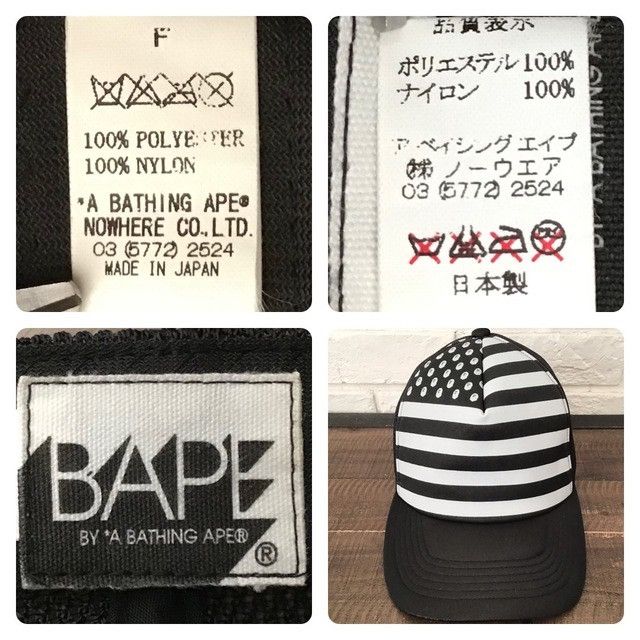 F
100% POLYESTER
100% NYLON
*A BATHING APE®
NOWHERE CO.,LTD.
03 (5772) 2524
MADE IN JAPAN
品質表示
ポリエステル 100%
ナイロン 100%
ア ベイシング エイプ
㈱ ノーウエア
03 (5772) 2524
日本製
BY *A BATHING APE
BAPE
BY *A BATHING APE®
®